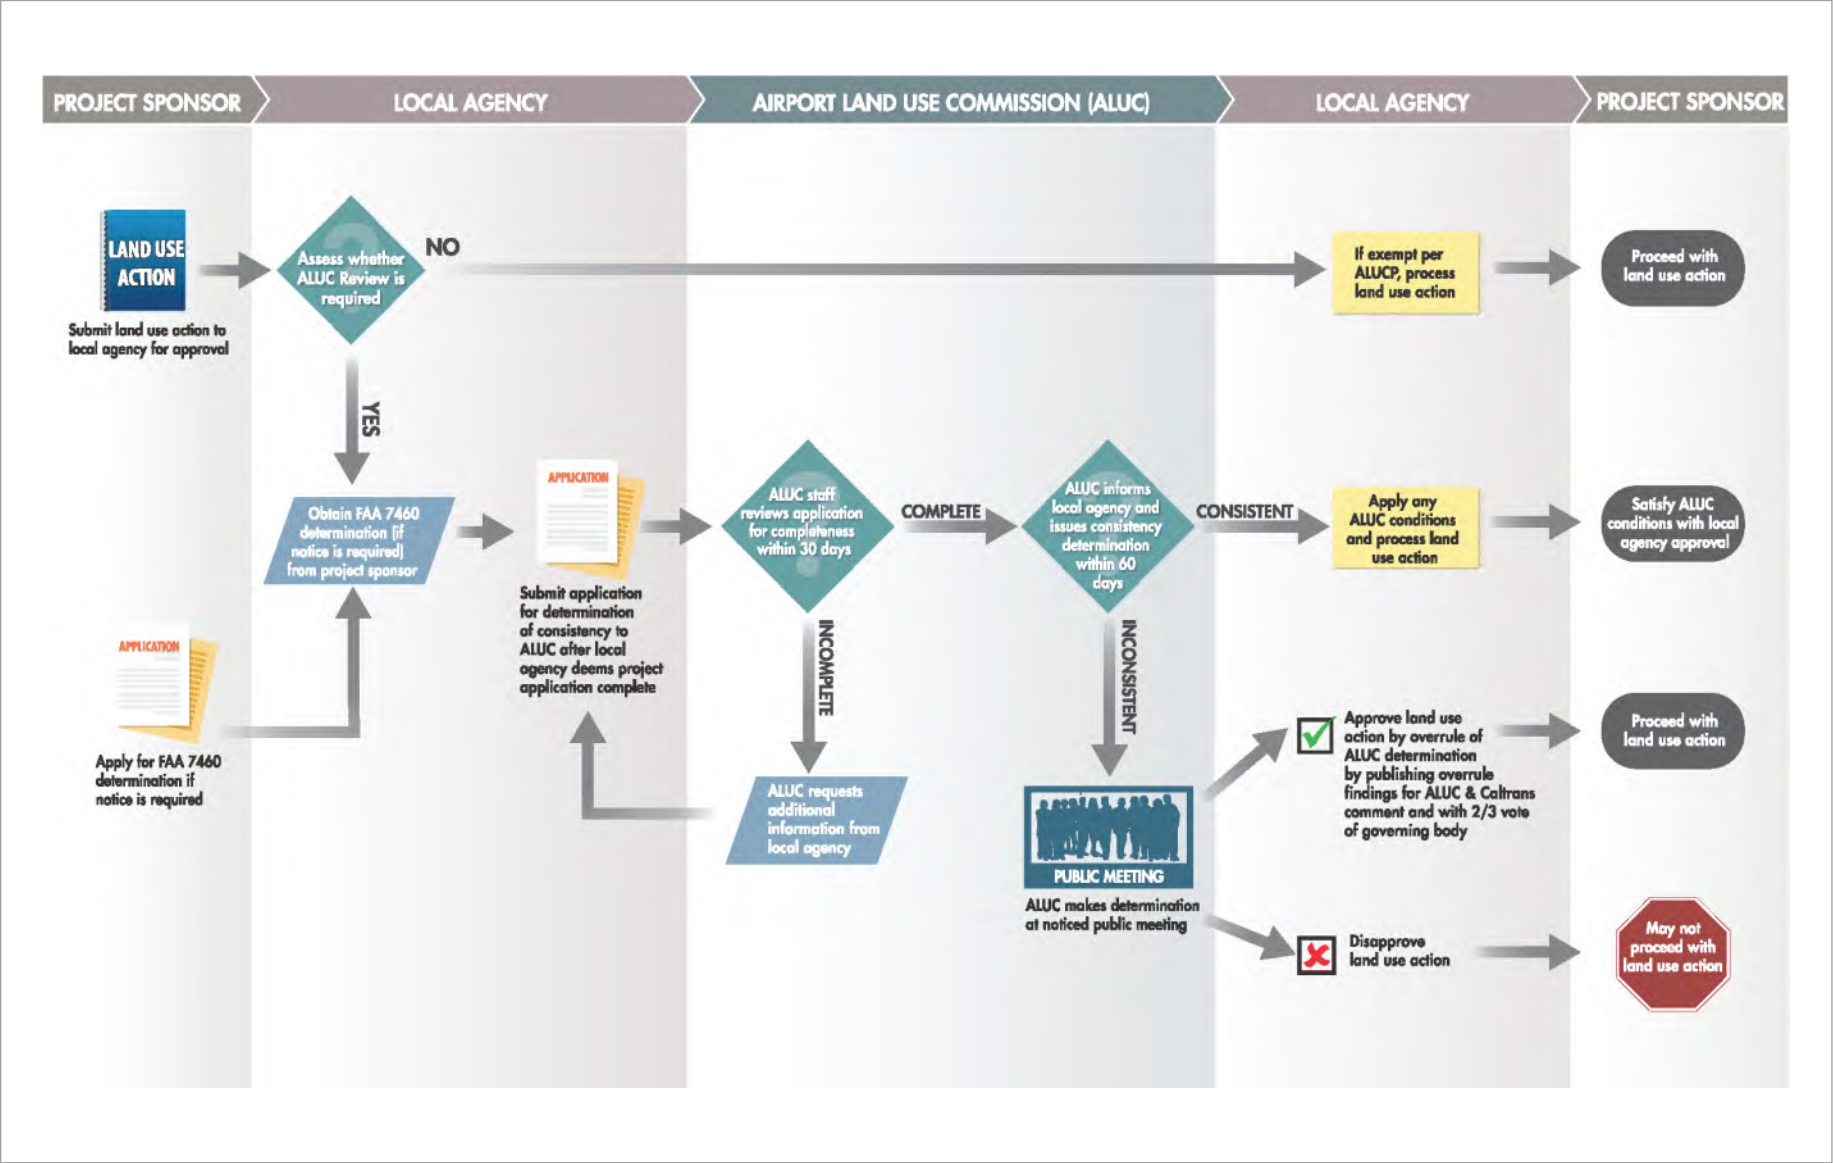 PROJECT SPONSOR
LOCAL AGENCY
AIRPORT LAND USE COMMISSION (ALUC)
LOCAL AGENCY
PROJECT SPONSOR
LAND USE
ACTION
Submit land use action to
local agency for approval
?
Assess whether
ALUC Review is
required
NO
If exempt per
ALUCP, process
land use action
Proceed with
land use action
YES
Obtain FAA 7460
determination (if
notice is required)
from project sponsor
APPLICATION
Apply for FAA 7460
determination if
notice is required
APPLICATION
Submit application
for determination
of consistency to
ALUC after local
agency deems project
application complete
?
ALUC staff
reviews application
for completeness
within 30 days
COMPLETE
INCOMPLETE
ALUC requests
additional
information from
local agency
?
ALUC informs
local agency and
issues consistency
determination
within 60
days
CONSISTENT
Apply any
ALUC conditions
and process land
use action
Satisfy ALUC
conditions with local
agency approval
INCONSISTENT
PUBLIC MEETING
ALUC makes determination
at noticed public meeting
Approve land use
action by overrule of
ALUC determination
by publishing overrule
findings for ALUC & Caltrans
comment and with 2/3 vote
of governing body
Proceed with
land use action
Disapprove
land use action
May not
proceed with
land use action